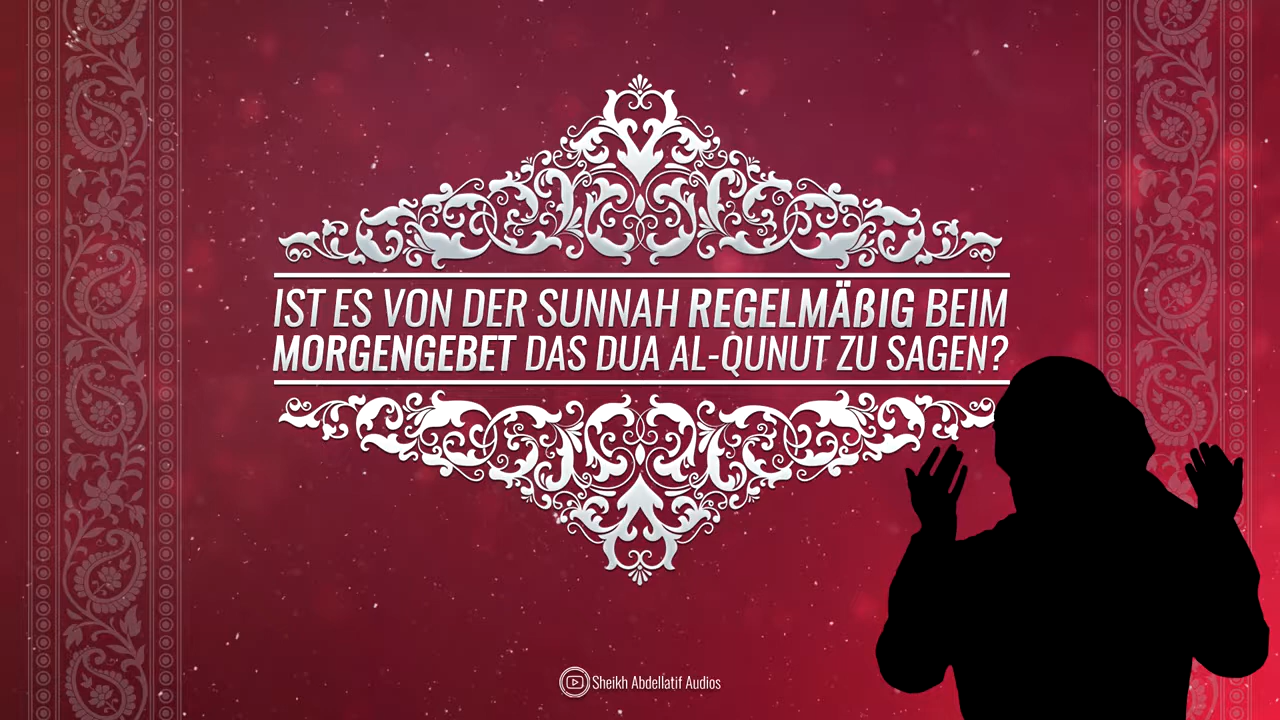 IST ES VON DER SUNNAH REGELMÄßIG BEIM
MORGENGEBET DAS DUA AL-QUNUT ZU SAGEN?
Sheikh Abdellatif Audios